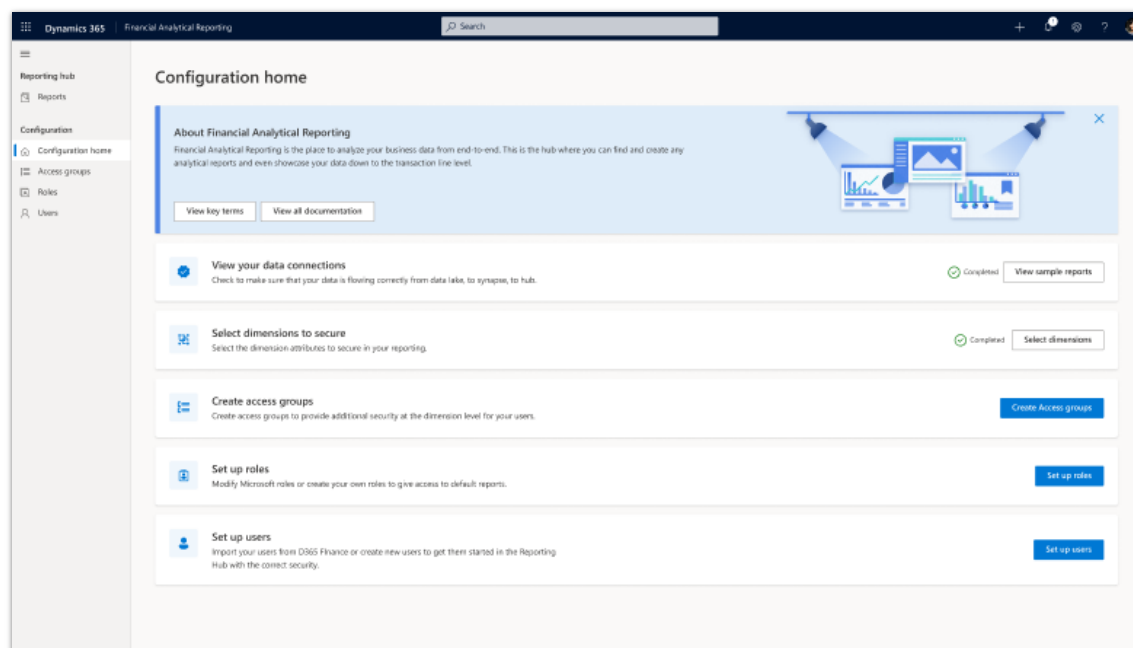 Dynamics 365
Financial Analytical Reporting
Search
Reporting hub
Reports
Configuration
Configuration home
Access groups
Roles
Users
Configuration home
About Financial Analytical Reporting
Financial Analytical Reporting is the place to analyze your business data from end-to-end. This is the hub where you can find and create any
analytical reports and even showcase your data down to the transaction line level.
View key terms
View all documentation
View your data connections
Check to make sure that your data is flowing correctly from data lake, to synapse, to hub.
Completed
View sample reports
Select dimensions to secure
Select the dimension attributes to secure in your reporting.
Completed
Select dimensions
Create access groups
Create access groups to provide additional security at the dimension level for your users.
Create Access groups
Set up roles
Modify Microsoft roles or create your own roles to give access to default reports.
Set up roles
Set up users
Import your users from D365 Finance or create new users to get them started in the Reporting
Hub with the correct security.
Set up users